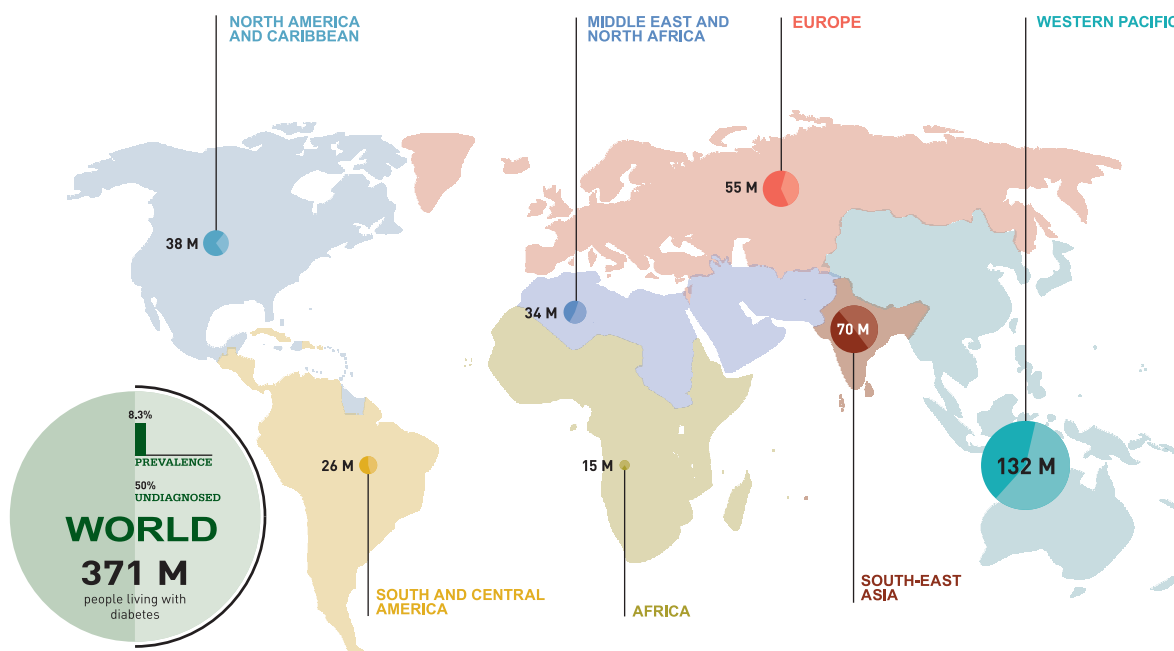 NORTH AMERICA
AND CARIBBEAN
MIDDLE EAST AND
NORTH AFRICA
EUROPE
WESTERN PACIFIC
55 M
38 M
34 M
70 M
8.3%
PREVALENCE
50%
UNDIAGNOSED
WORLD
371 M
people living with
diabetes
26 M
15 M
132 M
SOUTH AND CENTRAL
AMERICA
AFRICA
SOUTH-EAST
ASIA